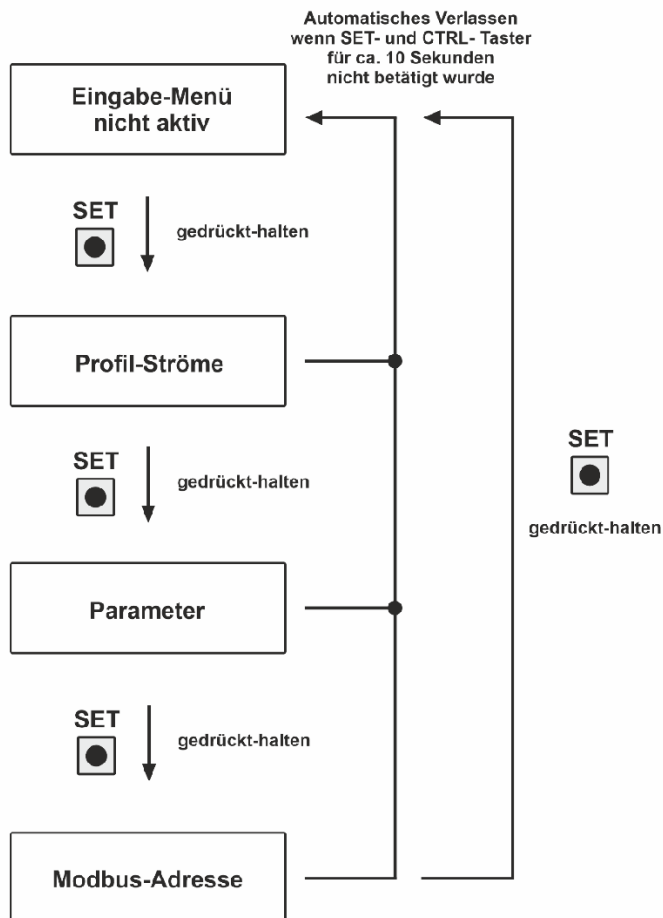 Automatisches Verlassen
wenn SET- und CTRL- Taster
für ca. 10 Sekunden
nicht betätigt wurde
Eingabe-Menü
nicht aktiv
SET
gedrückt-halten
Profil-Ströme
SET
gedrückt-halten
SET
gedrückt-halten
Parameter
SET
gedrückt-halten
Modbus-Adresse